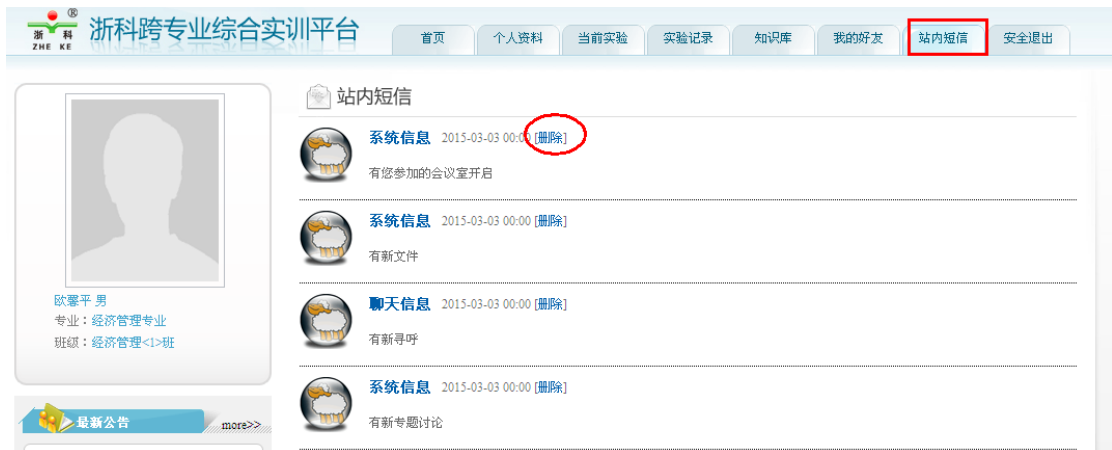 浙 科
ZHE KE
®
浙科跨专业综合实训平台
首页 个人资料 当前实验 实验记录 知识库 我的好友 站内短信 安全退出
站内短信
系统信息 2015-03-03 00:00 [删除]
有您参加的会议室开启
系统信息 2015-03-03 00:00 [删除]
有新文件
聊天信息 2015-03-03 00:00 [删除]
有新寻呼
系统信息 2015-03-03 00:00 [删除]
有新专题讨论
欧馨平 男
专业：经济管理专业
班级：经济管理<1>班
最新公告 more>>